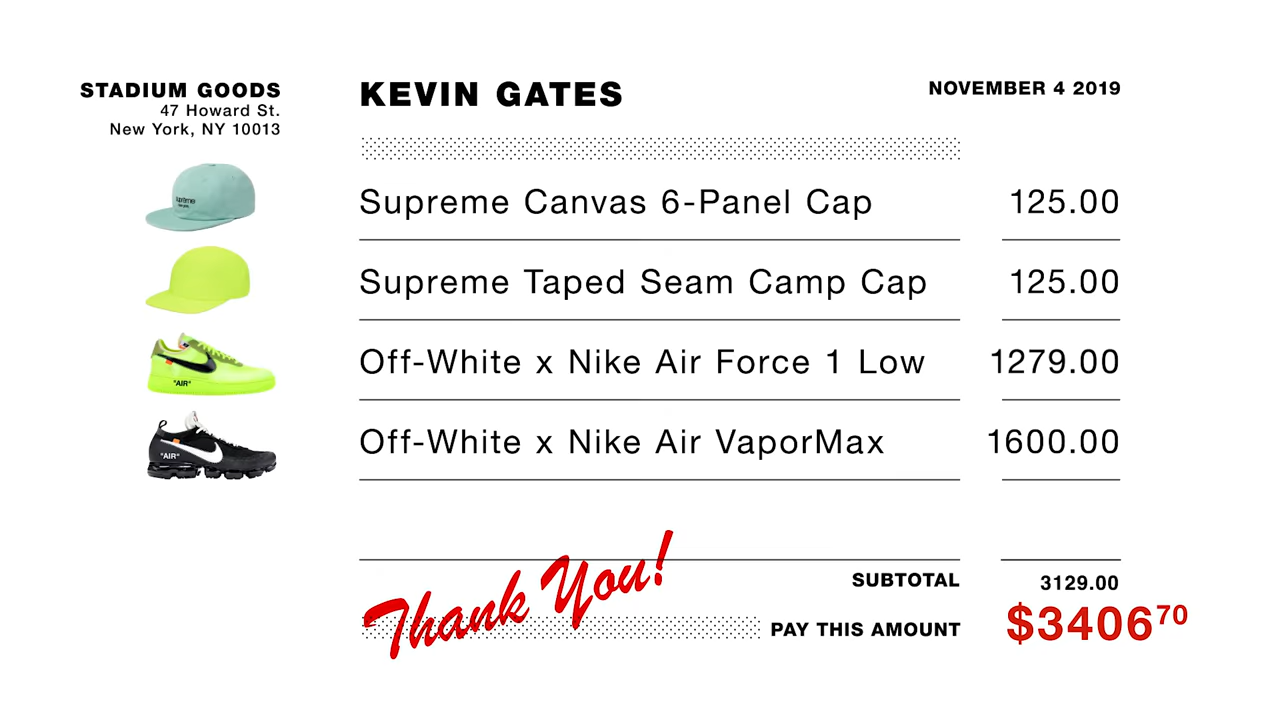 STADIUM GOODS
47 Howard St.
New York, NY 10013
KEVIN GATES
NOVEMBER 4 2019
Supreme Canvas 6-Panel Cap 125.00
Supreme Taped Seam Camp Cap 125.00
Off-White x Nike Air Force 1 Low 1279.00
"AIR"
Off-White x Nike Air VaporMax 1600.00
"AIR"
Thank You!
SUBTOTAL 3129.00
PAY THIS AMOUNT $340670